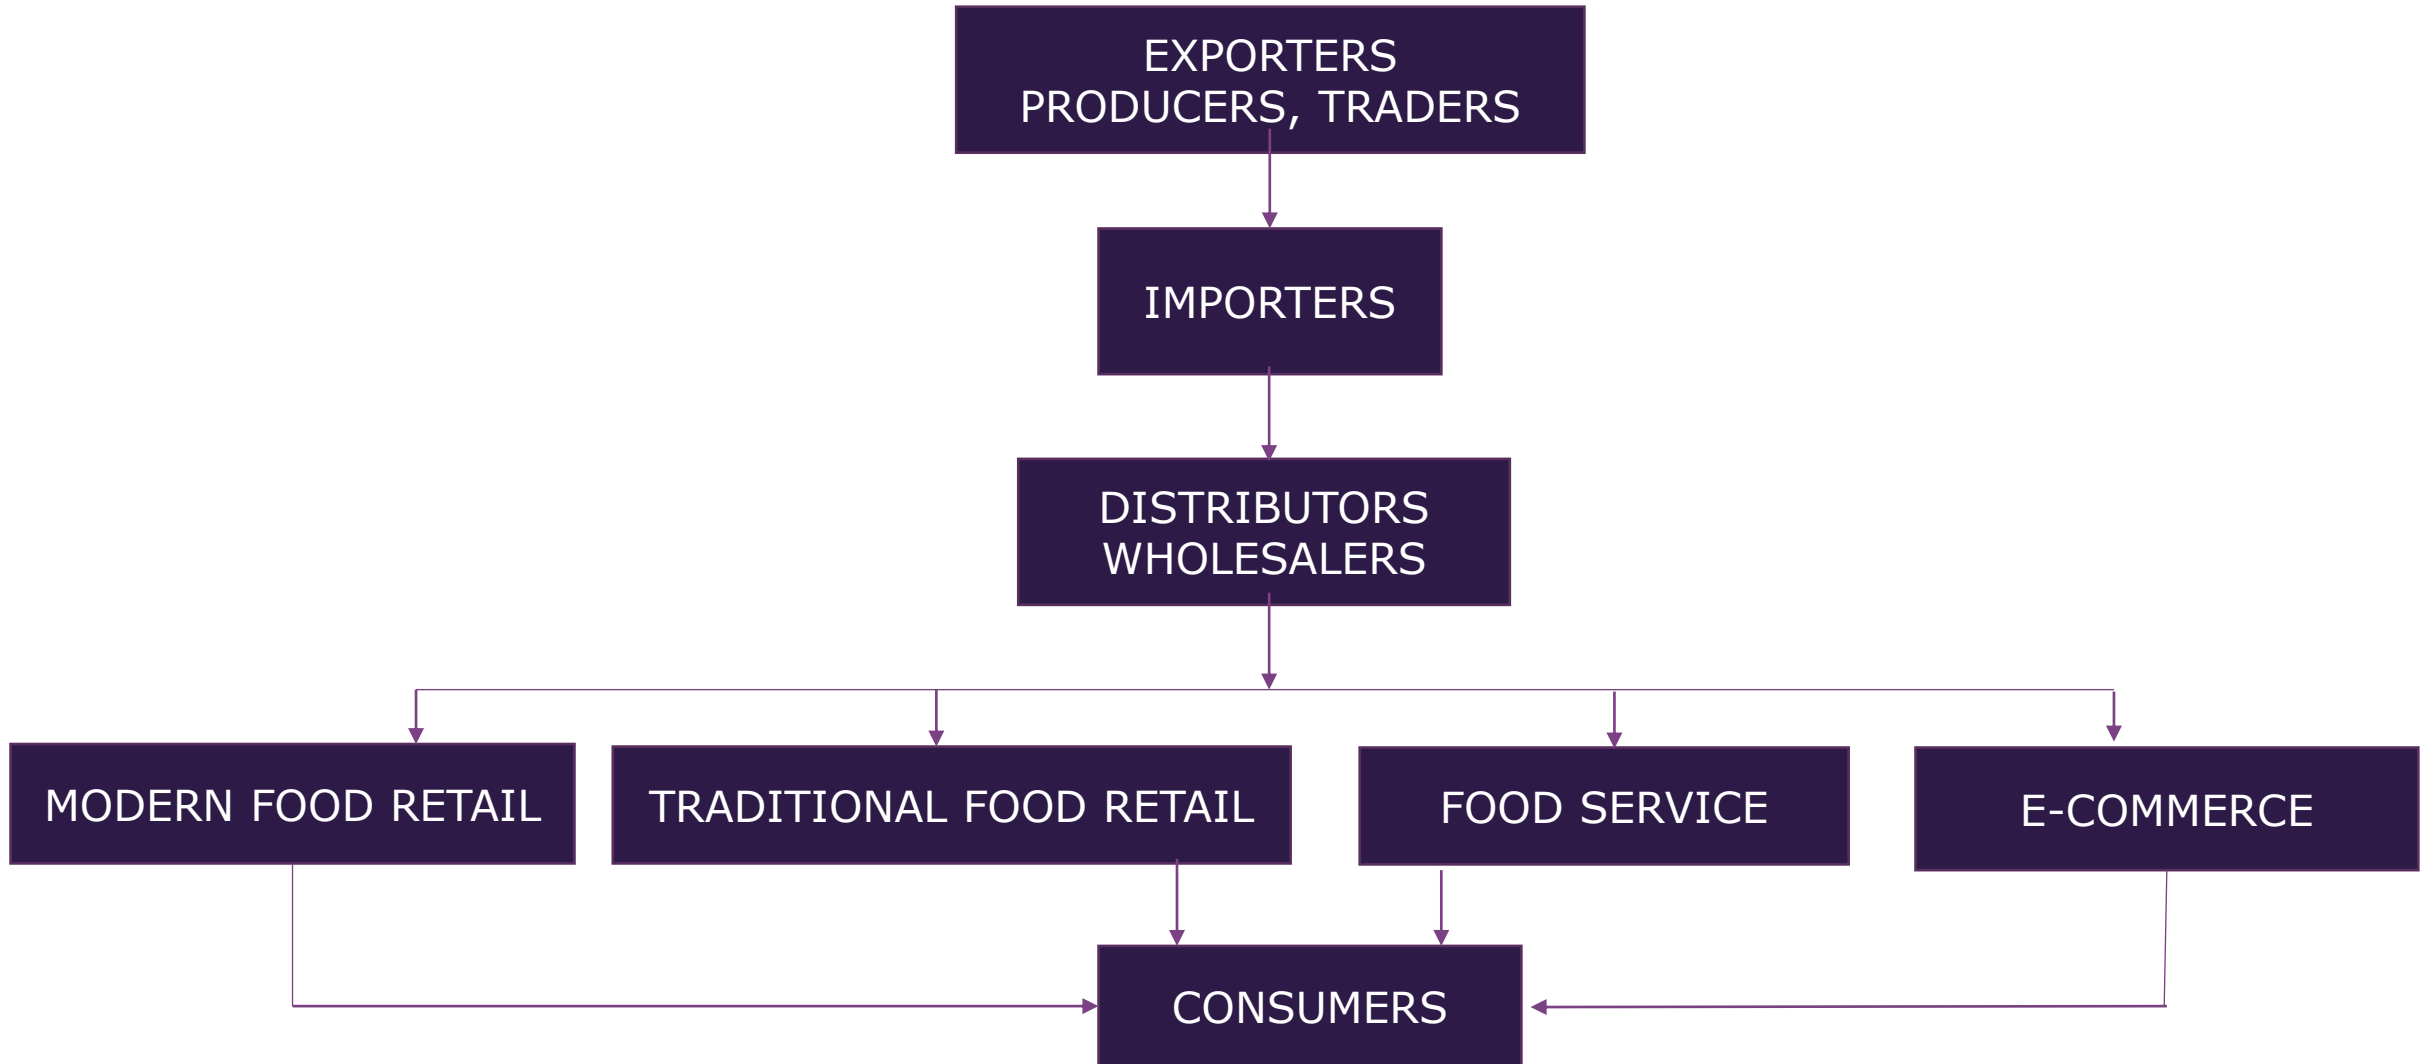 EXPORTERS
PRODUCERS, TRADERS
IMPORTERS
DISTRIBUTORS
WHOLESALERS
MODERN FOOD RETAIL
TRADITIONAL FOOD RETAIL
FOOD SERVICE
E-COMMERCE
CONSUMERS